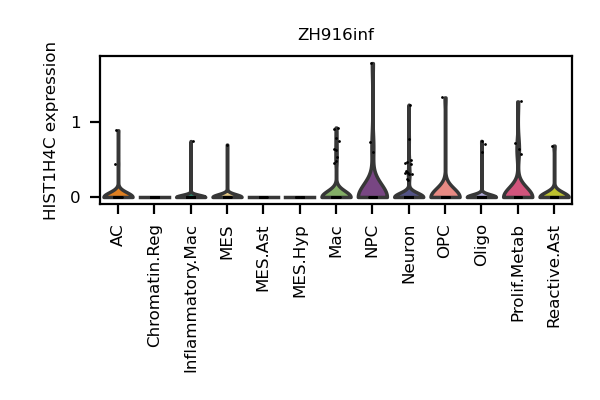 ZH916inf
HIST1H4C expression
1
0
AC
Chromatin.Reg
Inflammatory.Mac
MES
MES.Ast
MES.Hyp
Mac
NPC
Neuron
OPC
Oligo
Prolif.Metab
Reactive.Ast